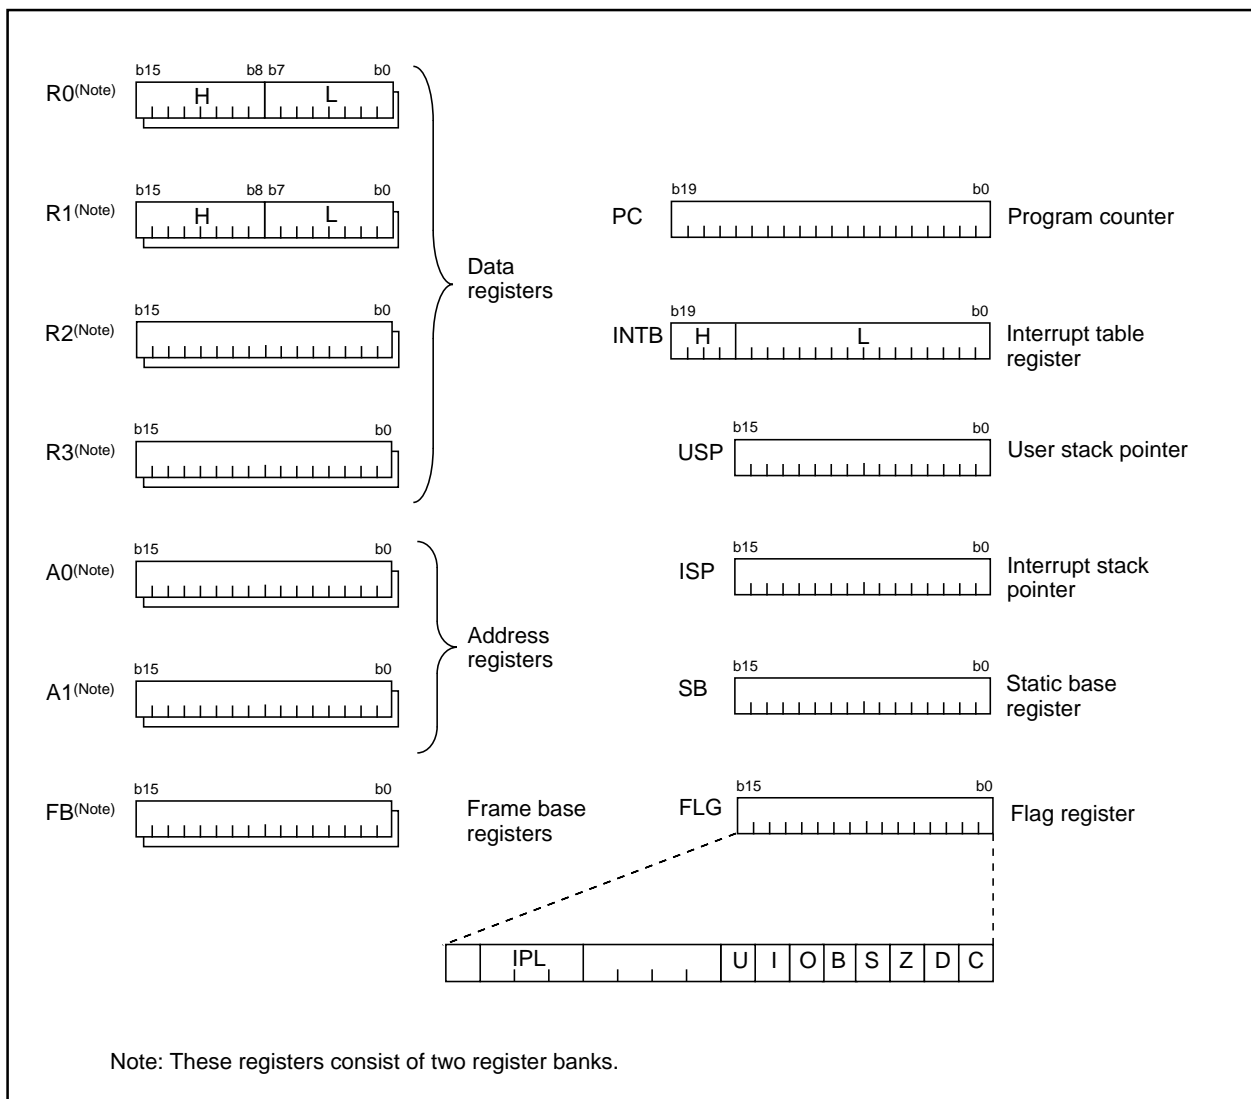 b15 b8 b7 b0
R0(Note) H L
b15 b8 b7 b0
R1(Note) H L
b15 b0
R2(Note)
b15 b0
R3(Note)
Data
registers
b15 b0
A0(Note)
b15 b0
A1(Note)
Address
registers
b15 b0
FB(Note)
Frame base
registers
b19 b0
PC Program counter
b19 b0
INTB H L Interrupt table
register
b15 b0
USP User stack pointer
b15 b0
ISP Interrupt stack
pointer
b15 b0
SB Static base
register
b15 b0
FLG Flag register
IPL U I O B S Z D C
Note: These registers consist of two register banks.